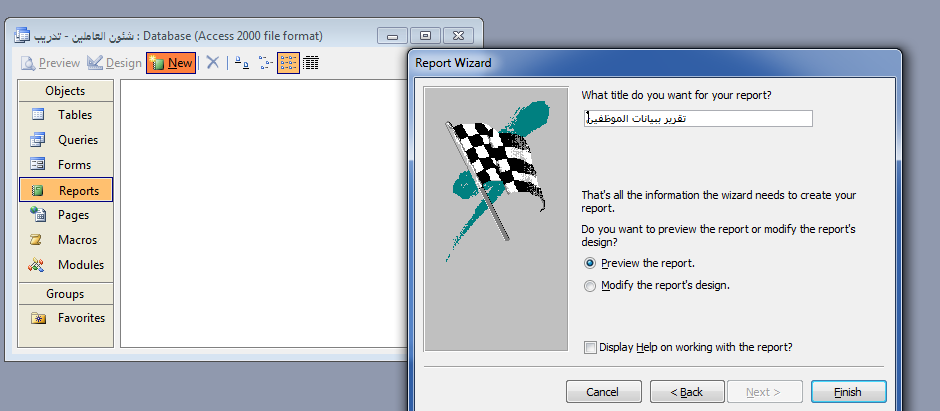 شئون العاملين - تدريب : Database (Access 2000 file format)
Preview Design New
Objects
Tables
Queries
Forms
Reports
Pages
Macros
Modules
Groups
Favorites
Report Wizard
What title do you want for your report?
تقرير ببيانات الموظفين
That's all the information the wizard needs to create your
report.
Do you want to preview the report or modify the report's
design?
Preview the report.
Modify the report's design.
Display Help on working with the report?
Cancel < Back Next > Finish